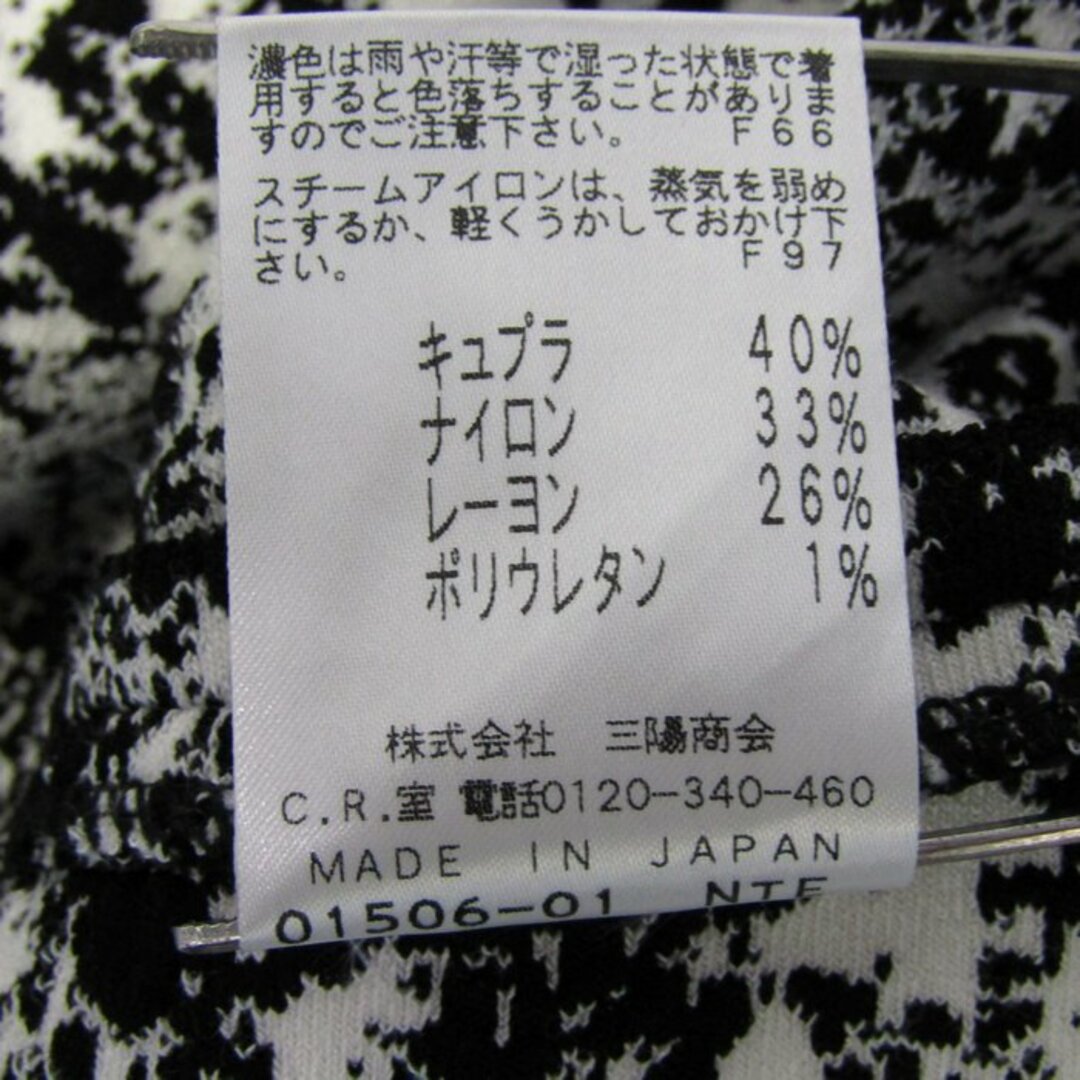 濃色は雨や汗等で湿った状態で着
用すると色落ちすることがありま
すのでご注意下さい。 F66
スチームアイロンは、蒸気を弱め
にするか、軽くうかしておかけ下
さい。 F97
キュプラ 40%
ナイロン 33%
レーヨン 26%
ポリウレタン 1%
株式会社 三陽商会
C.R.室 電話0120-340-460
MADE IN JAPAN
01506-01